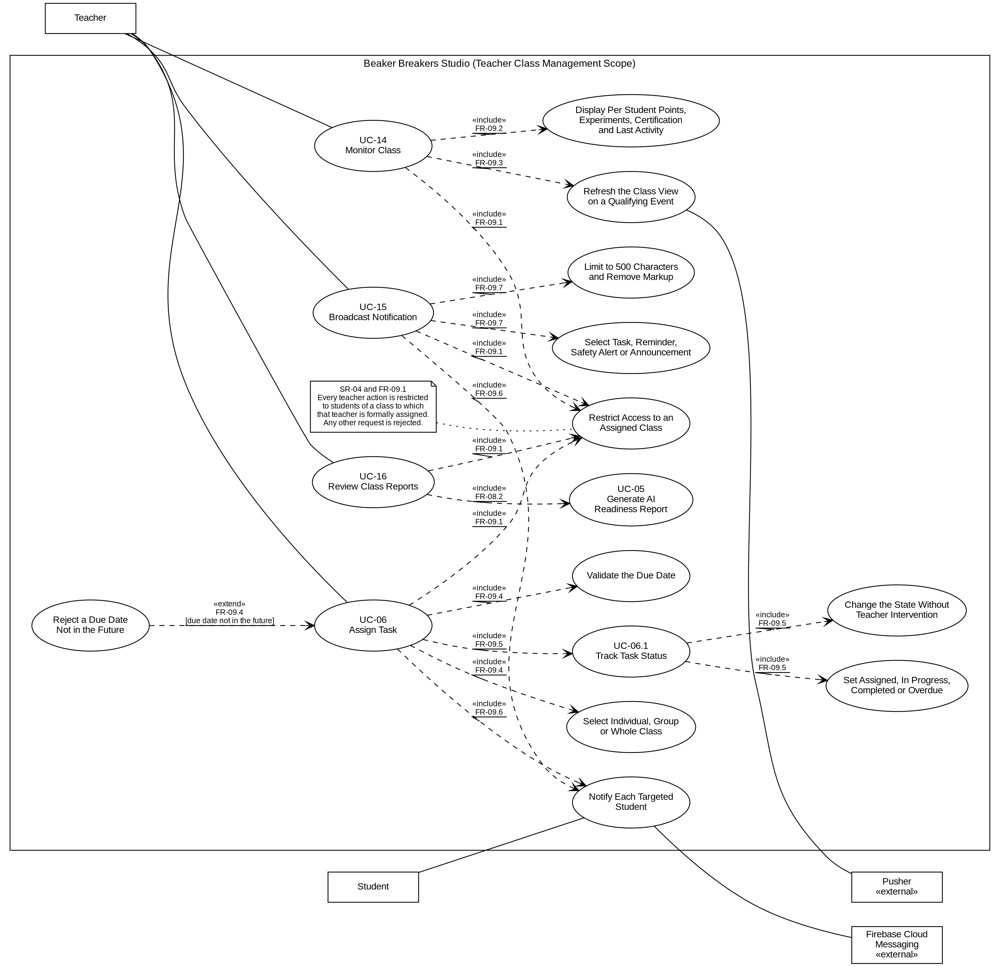 Teacher
Beaker Breakers Studio (Teacher Class Management Scope)
UC-14
Monitor Class
«include»
FR-09.2
Display Per Student Points,
Experiments, Certification
and Last Activity
«include»
FR-09.3
Refresh the Class View
on a Qualifying Event
«include»
FR-09.1
UC-15
Broadcast Notification
«include»
FR-09.7
Limit to 500 Characters
and Remove Markup
«include»
FR-09.7
Select Task, Reminder,
Safety Alert or Announcement
«include»
FR-09.1
«include»
FR-09.6
SR-04 and FR-09.1
Every teacher action is restricted
to students of a class to which
that teacher is formally assigned.
Any other request is rejected.
Restrict Access to an
Assigned Class
«include»
FR-09.1
UC-16
Review Class Reports
«include»
FR-08.2
UC-05
Generate AI
Readiness Report
«include»
FR-09.1
Validate the Due Date
«include»
FR-09.4
Reject a Due Date
Not in the Future
«extend»
FR-09.4
[due date not in the future]
UC-06
Assign Task
«include»
FR-09.5
UC-06.1
Track Task Status
«include»
FR-09.5
Change the State Without
Teacher Intervention
«include»
FR-09.5
Set Assigned, In Progress,
Completed or Overdue
«include»
FR-09.4
Select Individual, Group
or Whole Class
«include»
FR-09.6
Notify Each Targeted
Student
Student
Pusher
«external»
Firebase Cloud
Messaging
«external»